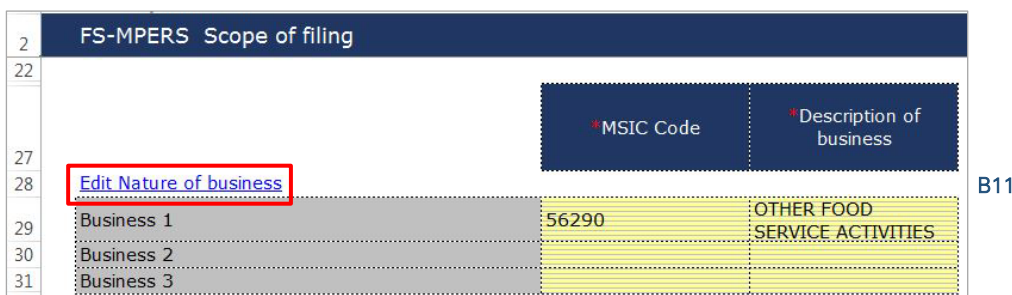 2 FS-MPERS Scope of filing
22
27 *MSIC Code *Description of business
28 Edit Nature of business B11
29 Business 1 56290 OTHER FOOD SERVICE ACTIVITIES
30 Business 2
31 Business 3